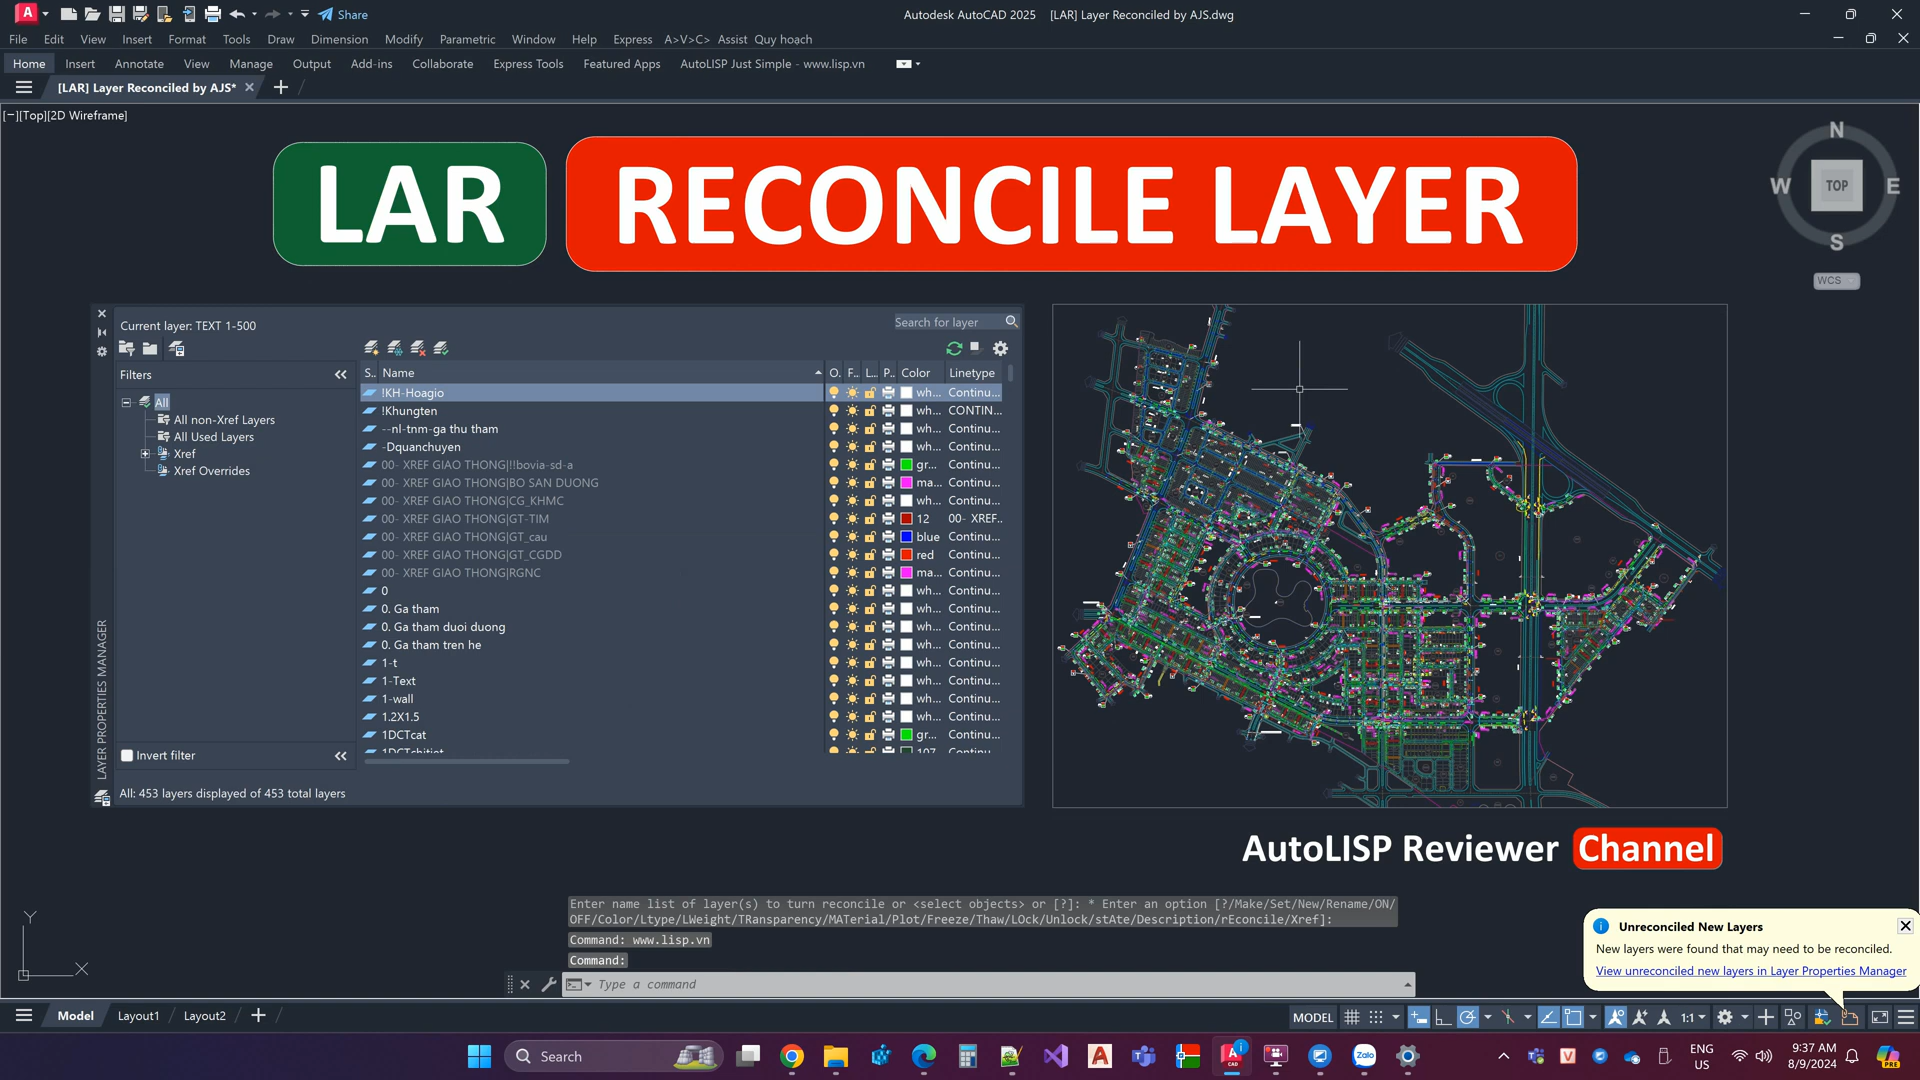 Share
Autodesk AutoCAD 2025 [LAR] Layer Reconciled by AJS.dwg
File Edit View Insert Format Tools Draw Dimension Modify Parametric Window Help Express A>V>C> Assist Quy hoạch
Home Insert Annotate View Manage Output Add-ins Collaborate Express Tools Featured Apps AutoLISP Just Simple - www.lisp.vn
[LAR] Layer Reconciled by AJS*
[−][Top][2D Wireframe]
LAR RECONCILE LAYER
N
W TOP E
S
WCS
Current layer: TEXT 1-500
Search for layer
Filters
S.. Name O. F.. L... P.. Color Linetype
All
All non-Xref Layers
All Used Layers
Xref
Xref Overrides
!KH-Hoagio wh... Continu...
!Khungten wh... CONTIN...
--nl-tnm-ga thu tham wh... Continu...
-Dquanchuyen wh... Continu...
00- XREF GIAO THONG|!!bovia-sd-a gr... Continu...
00- XREF GIAO THONG|BO SAN DUONG ma... Continu...
00- XREF GIAO THONG|CG_KHMC wh... Continu...
00- XREF GIAO THONG|GT-TIM 12 00- XREF...
00- XREF GIAO THONG|GT_cau blue Continu...
00- XREF GIAO THONG|GT_CGDD red Continu...
00- XREF GIAO THONG|RGNC ma... Continu...
0 wh... Continu...
0. Ga tham wh... Continu...
0. Ga tham duoi duong wh... Continu...
0. Ga tham tren he wh... Continu...
1-t wh... Continu...
1-Text wh... Continu...
1-wall wh... Continu...
1.2X1.5 wh... Continu...
1DCTcat gr... Continu...
1DCTchitiet 107 Continu...
Invert filter
All: 453 layers displayed of 453 total layers
LAYER PROPERTIES MANAGER
AutoLISP Reviewer Channel
Enter name list of layer(s) to turn reconcile or <select objects> or [?]: * Enter an option [?/Make/Set/New/Rename/ON/
OFF/Color/Ltype/LWeight/TRansparency/MATerial/Plot/Freeze/Thaw/LOck/Unlock/stAte/Description/rEconcile/Xref]:
Command: www.lisp.vn
Command:
Type a command
Y
X
Unreconciled New Layers
New layers were found that may need to be reconciled.
View unreconciled new layers in Layer Properties Manager
Model Layout1 Layout2
MODEL 1:1
Search
Zalo
ENG
US
9:37 AM
8/9/2024